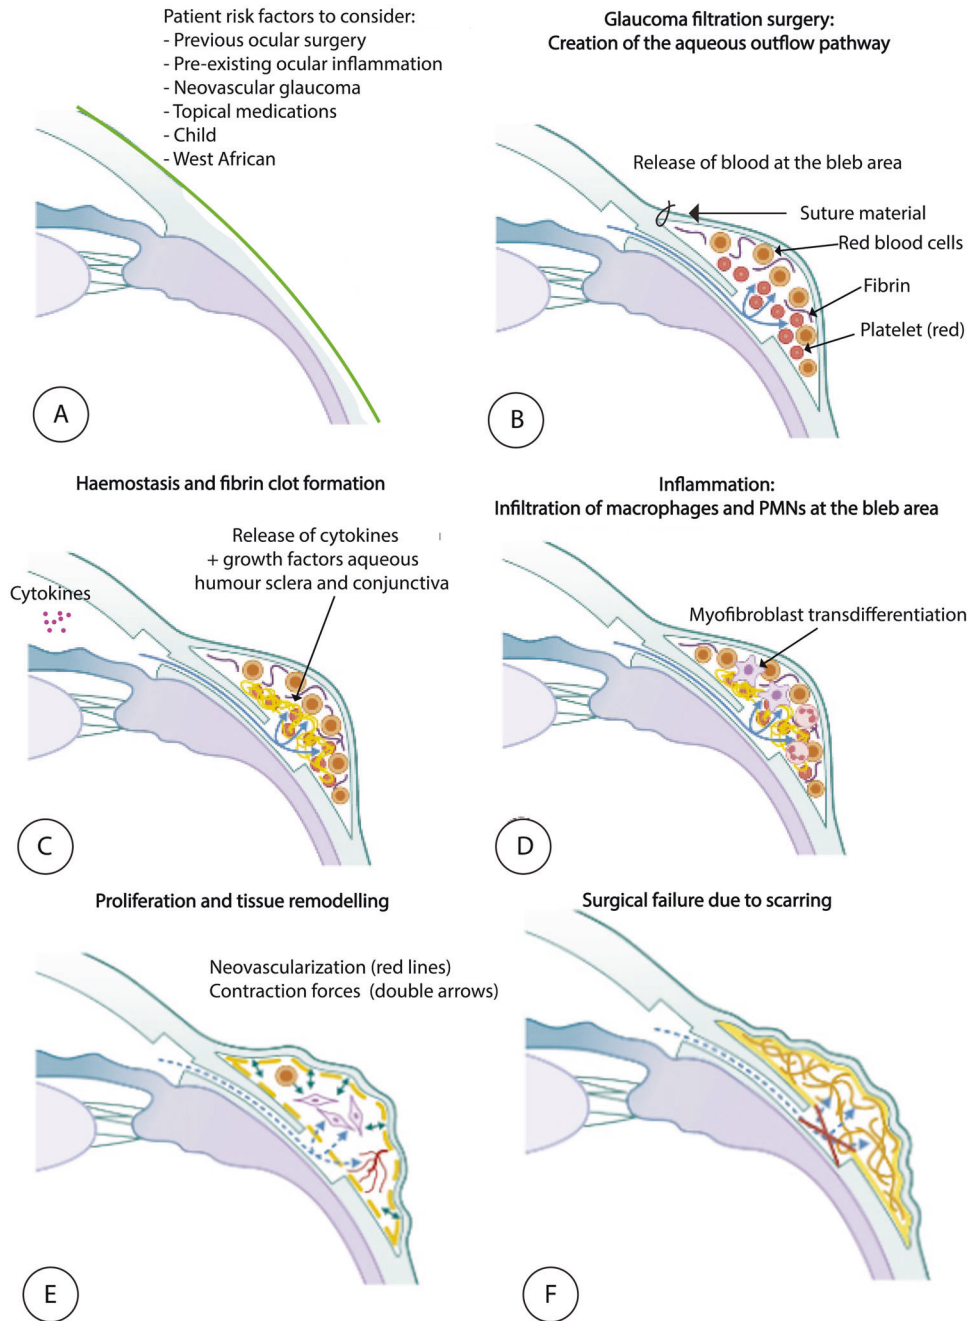 Patient risk factors to consider:
- Previous ocular surgery
- Pre-existing ocular inflammation
- Neovascular glaucoma
- Topical medications
- Child
- West African
A
Glaucoma filtration surgery:
Creation of the aqueous outflow pathway
Release of blood at the bleb area
Suture material
Red blood cells
Fibrin
Platelet (red)
B
Haemostasis and fibrin clot formation
Release of cytokines
+ growth factors aqueous
humour sclera and conjunctiva
Cytokines
C
Inflammation:
Infiltration of macrophages and PMNs at the bleb area
Myofibroblast transdifferentiation
D
Proliferation and tissue remodelling
Neovascularization (red lines)
Contraction forces (double arrows)
E
Surgical failure due to scarring
F